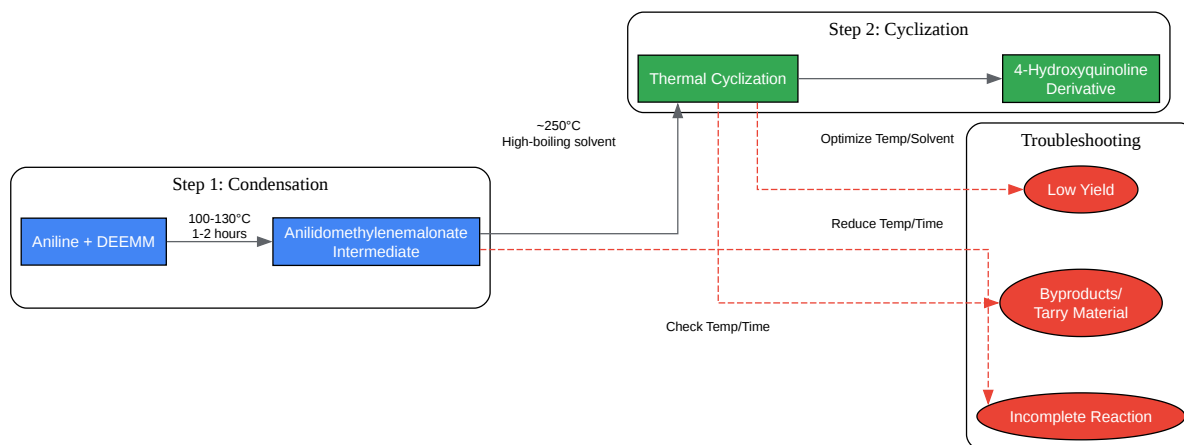 Step 2: Cyclization
Thermal Cyclization
4-Hydroxyquinoline
Derivative
~250°C
High-boiling solvent
Optimize Temp/Solvent
Troubleshooting
Step 1: Condensation
Low Yield
Aniline + DEEMM
100-130°C
1-2 hours
Anilidomethylenemalonate
Intermediate
Reduce Temp/Time
Byproducts/
Tarry Material
Check Temp/Time
Incomplete Reaction